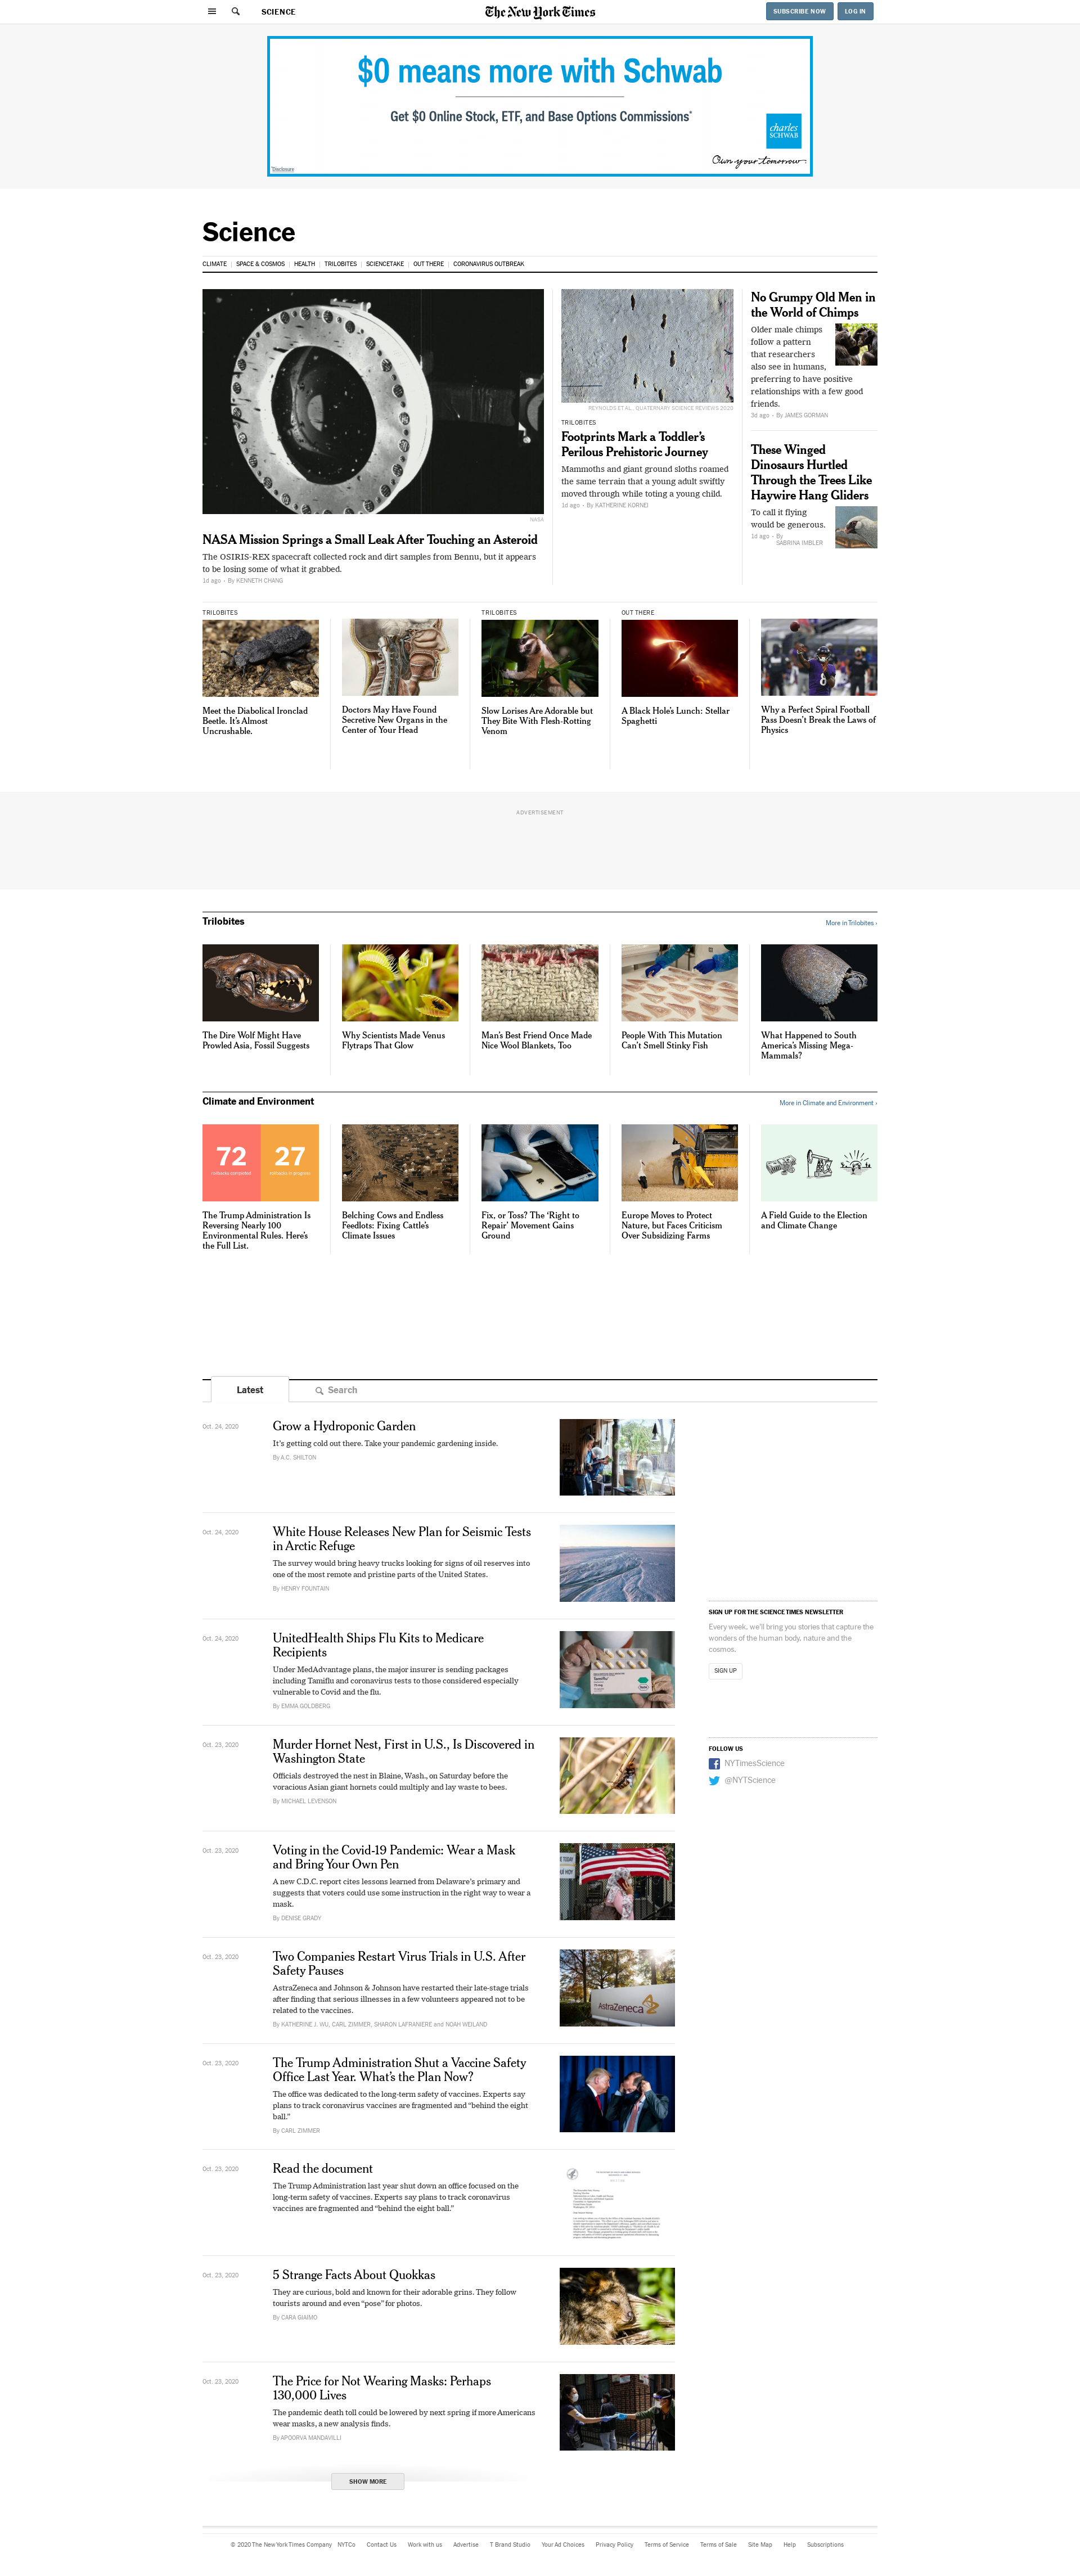 SCIENCE
The New York Times
SUBSCRIBE NOW
LOG IN
$0 means more with Schwab
Get $0 Online Stock, ETF, and Base Options Commissions*
charles
SCHWAB
Own your tomorrow
Disclosure
Science
CLIMATE | SPACE & COSMOS | HEALTH | TRILOBITES | SCIENCETAKE | OUT THERE | CORONAVIRUS OUTBREAK
NASA
NASA Mission Springs a Small Leak After Touching an Asteroid
The OSIRIS-REX spacecraft collected rock and dirt samples from Bennu, but it appears
to be losing some of what it grabbed.
1d ago - By KENNETH CHANG
REYNOLDS ET AL., QUATERNARY SCIENCE REVIEWS 2020
TRILOBITES
Footprints Mark a Toddler’s
Perilous Prehistoric Journey
Mammoths and giant ground sloths roamed
the same terrain that a young adult swiftly
moved through while toting a young child.
1d ago - By KATHERINE KORNEI
No Grumpy Old Men in
the World of Chimps
Older male chimps
follow a pattern
that researchers
also see in humans,
preferring to have positive
relationships with a few good
friends.
3d ago - By JAMES GORMAN
These Winged
Dinosaurs Hurtled
Through the Trees Like
Haywire Hang Gliders
To call it flying
would be generous.
1d ago - By
SABRINA IMBLER
TRILOBITES
Meet the Diabolical Ironclad
Beetle. It’s Almost
Uncrushable.
Doctors May Have Found
Secretive New Organs in the
Center of Your Head
TRILOBITES
Slow Lorises Are Adorable but
They Bite With Flesh-Rotting
Venom
OUT THERE
A Black Hole’s Lunch: Stellar
Spaghetti
Why a Perfect Spiral Football
Pass Doesn’t Break the Laws of
Physics
ADVERTISEMENT
Trilobites
More in Trilobites ›
The Dire Wolf Might Have
Prowled Asia, Fossil Suggests
Why Scientists Made Venus
Flytraps That Glow
Man’s Best Friend Once Made
Nice Wool Blankets, Too
People With This Mutation
Can’t Smell Stinky Fish
What Happened to South
America’s Missing Mega-
Mammals?
Climate and Environment
More in Climate and Environment ›
72
rollbacks completed
27
rollbacks in progress
The Trump Administration Is
Reversing Nearly 100
Environmental Rules. Here’s
the Full List.
Belching Cows and Endless
Feedlots: Fixing Cattle’s
Climate Issues
Fix, or Toss? The ‘Right to
Repair’ Movement Gains
Ground
Europe Moves to Protect
Nature, but Faces Criticism
Over Subsidizing Farms
A Field Guide to the Election
and Climate Change
Latest
Search
Oct. 24, 2020
Grow a Hydroponic Garden
It’s getting cold out there. Take your pandemic gardening inside.
By A.C. SHILTON
Oct. 24, 2020
White House Releases New Plan for Seismic Tests
in Arctic Refuge
The survey would bring heavy trucks looking for signs of oil reserves into
one of the most remote and pristine parts of the United States.
By HENRY FOUNTAIN
Oct. 24, 2020
UnitedHealth Ships Flu Kits to Medicare
Recipients
Under MedAdvantage plans, the major insurer is sending packages
including Tamiflu and coronavirus tests to those considered especially
vulnerable to Covid and the flu.
By EMMA GOLDBERG
Tamiflu
Roche
SIGN UP FOR THE SCIENCE TIMES NEWSLETTER
Every week, we’ll bring you stories that capture the
wonders of the human body, nature and the
cosmos.
SIGN UP
Oct. 23, 2020
Murder Hornet Nest, First in U.S., Is Discovered in
Washington State
Officials destroyed the nest in Blaine, Wash., on Saturday before the
voracious Asian giant hornets could multiply and lay waste to bees.
By MICHAEL LEVENSON
FOLLOW US
NYTimesScience
@NYTScience
Oct. 23, 2020
Voting in the Covid-19 Pandemic: Wear a Mask
and Bring Your Own Pen
A new C.D.C. report cites lessons learned from Delaware’s primary and
suggests that voters could use some instruction in the right way to wear a
mask.
By DENISE GRADY
Oct. 23, 2020
Two Companies Restart Virus Trials in U.S. After
Safety Pauses
AstraZeneca and Johnson & Johnson have restarted their late-stage trials
after finding that serious illnesses in a few volunteers appeared not to be
related to the vaccines.
By KATHERINE J. WU, CARL ZIMMER, SHARON LAFRANIERE and NOAH WEILAND
AstraZeneca
Oct. 23, 2020
The Trump Administration Shut a Vaccine Safety
Office Last Year. What’s the Plan Now?
The office was dedicated to the long-term safety of vaccines. Experts say
plans to track coronavirus vaccines are fragmented and “behind the eight
ball.”
By CARL ZIMMER
Oct. 23, 2020
Read the document
The Trump Administration last year shut down an office focused on the
long-term safety of vaccines. Experts say plans to track coronavirus
vaccines are fragmented and “behind the eight ball.”
Oct. 23, 2020
5 Strange Facts About Quokkas
They are curious, bold and known for their adorable grins. They follow
tourists around and even “pose” for photos.
By CARA GIAIMO
Oct. 23, 2020
The Price for Not Wearing Masks: Perhaps
130,000 Lives
The pandemic death toll could be lowered by next spring if more Americans
wear masks, a new analysis finds.
By APOORVA MANDAVILLI
SHOW MORE
© 2020 The New York Times Company NYTCo Contact Us Work with us Advertise T Brand Studio Your Ad Choices Privacy Policy Terms of Service Terms of Sale Site Map Help Subscriptions